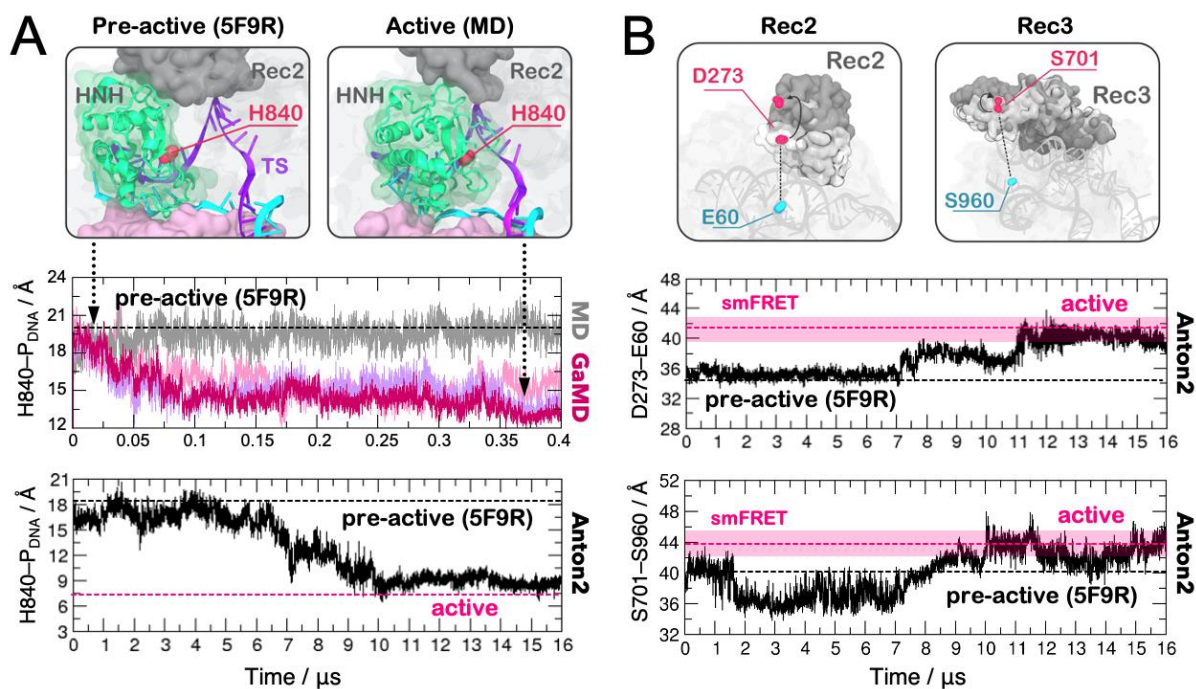 A
Pre-active (5F9R)
Active (MD)
HNH
Rec2
H840
TS
HNH
Rec2
H840
H840–P_DNA / Å
24
21
18
15
12
pre-active (5F9R)
MD
GaMD
0 0.05 0.1 0.15 0.2 0.25 0.3 0.35 0.4
H840–P_DNA / Å
21
18
15
12
9
6
3
pre-active (5F9R)
active
Anton2
0 1 2 3 4 5 6 7 8 9 10 11 12 13 14 15 16
Time / μs
B
Rec2
Rec3
D273
Rec2
E60
S701
Rec3
S960
D273–E60 / Å
48
44
40
36
32
28
smFRET
active
pre-active (5F9R)
Anton2
0 1 2 3 4 5 6 7 8 9 10 11 12 13 14 15 16
S701–S960 / Å
48
44
40
36
32
smFRET
active
pre-active (5F9R)
Anton2
0 1 2 3 4 5 6 7 8 9 10 11 12 13 14 15 16
Time / μs